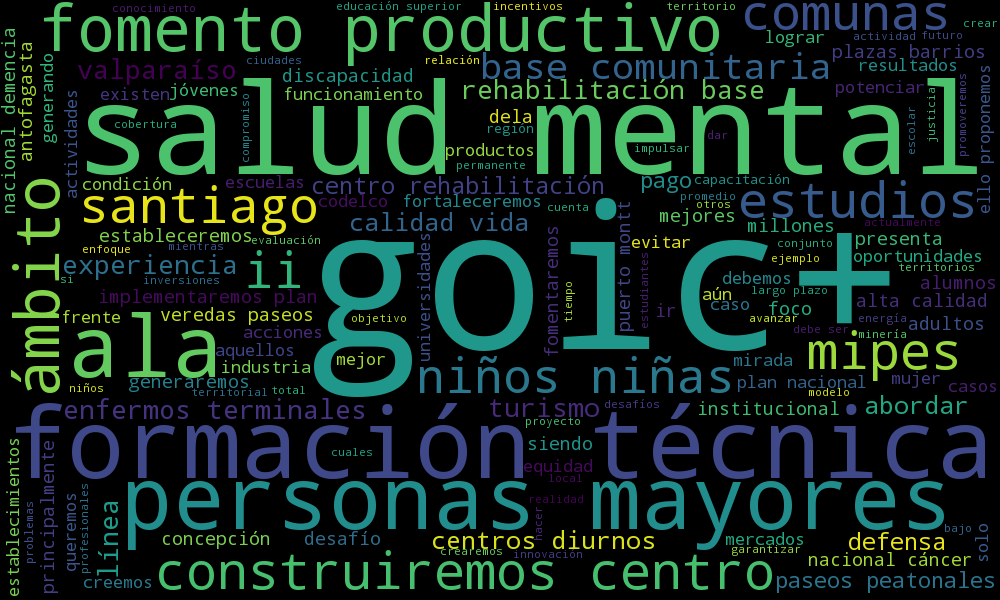 conocimiento
educación superior
incentivos
territorio
fomento productivo
comunas
crear
lograr
actividad
futuro
relación
plazas barrios
valparaíso
ciudades
base comunitaria
resultados
discapacidad
existen
jóvenes
funcionamiento
rehabilitación base
potenciar
nacional demencia
antofagasta
generando
actividades
salud mental
cobertura
compromiso
dela
región
productos
impulsar
dar
permanente
escolar
justicia
promoveremos
ello proponemos
condición
escuelas
centro rehabilitación
pago
capacitación
codelco
fortaleceremos
promedio
otros
estudios
santiago
calidad vida
cuenta
mejores
millones
actualmente
estableceremos
evaluación
enfoque
mientras
evitar
conjunto
presenta
experiencia
ii
goic+
puerto montt
ejemplo
oportunidades
ámbito
si
inversiones
universidades
fomentaremos
tiempo
estudiantes
debemos
territorios
implementaremos plan
aún
caso
largo plazo
alumnos
alta calidad
frente
veredas paseos
objetivo
ir
foco
avanzar
energía
adultos
ala
acciones
debe ser
minería
aquellos
mejor
mipes
industria
mirada
generaremos
niños niñas
plan nacional
mujer
casos
niños
territorial
total
modelo
enfermos terminales
turismo
desafíos
institucional
abordar
proyecto
formación técnica
siendo
cuales
equidad
local
establecimientos
problemas
principalmente
queremos
profesionales
línea
personas mayores
realidad
hacer
bajo
solo
concepción
desafío
centros diurnos
mercados
defensa
crearemos
innovación
garantizar
nacional cáncer
creemos
construiremos centro
paseos peatonales